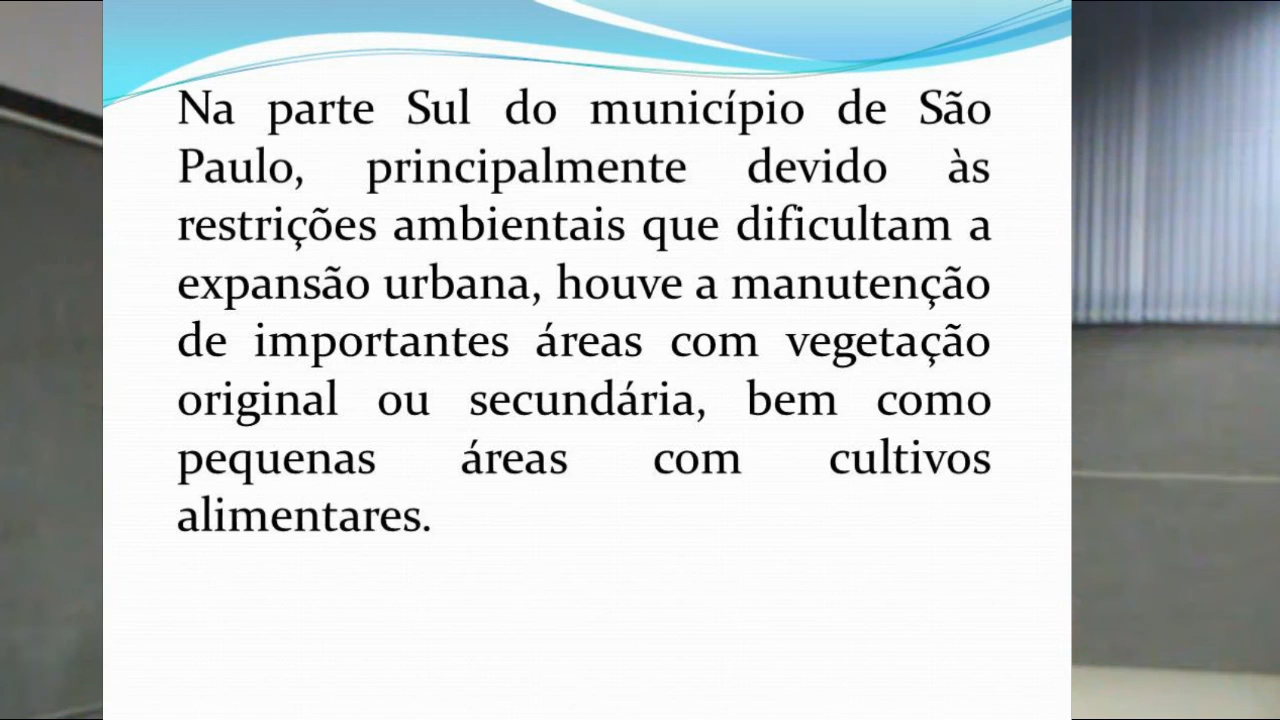 Na parte Sul do município de São
Paulo, principalmente devido às
restrições ambientais que dificultam a
expansão urbana, houve a manutenção
de importantes áreas com vegetação
original ou secundária, bem como
pequenas áreas com cultivos
alimentares.